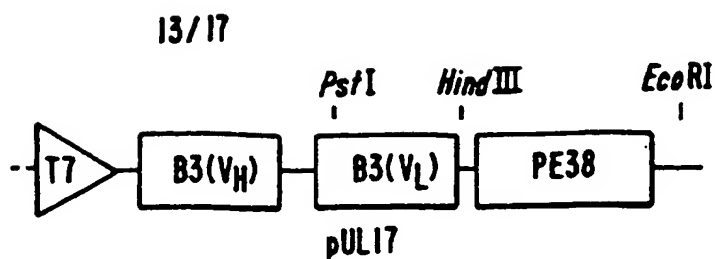 13/17
PstI HindIII EcoRI
T7 B3(VH) B3(VL) PE38
pUL17